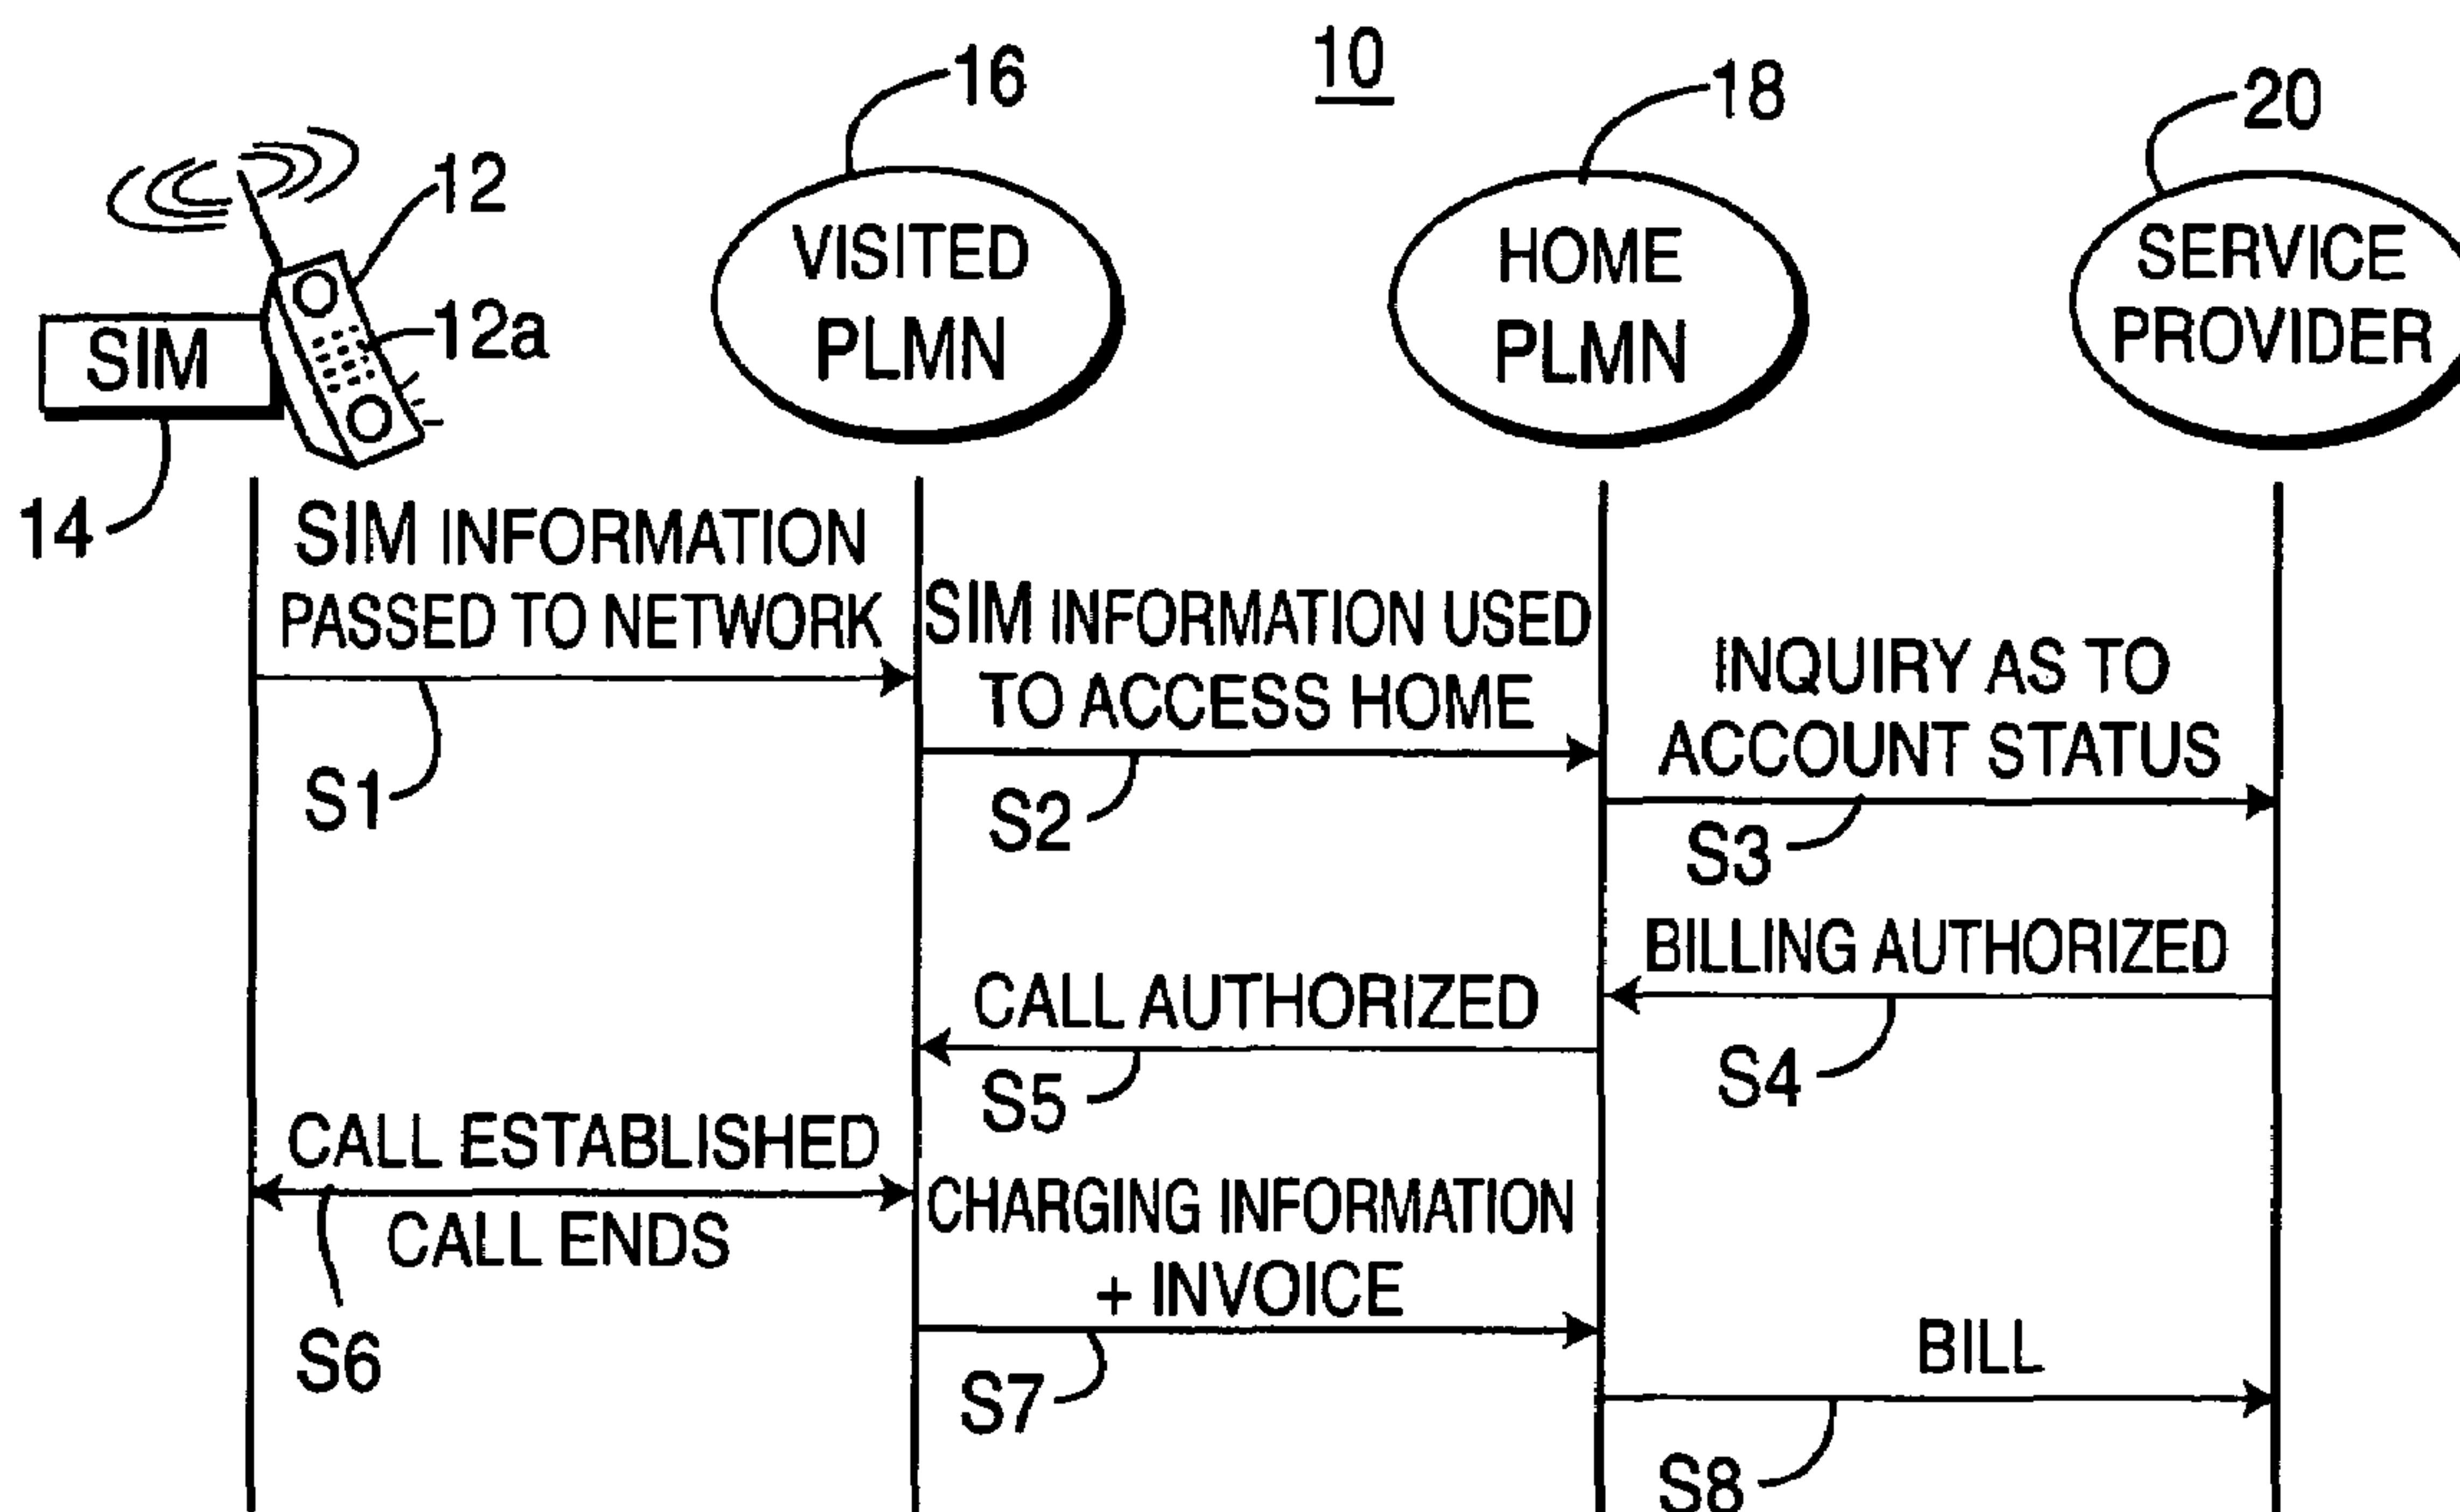 10
16
18
20
12
12a
SIM
14
VISITED
PLMN
HOME
PLMN
SERVICE
PROVIDER
SIM INFORMATION
PASSED TO NETWORK
S1
SIM INFORMATION USED
TO ACCESS HOME
S2
INQUIRY AS TO
ACCOUNT STATUS
S3
BILLING AUTHORIZED
S4
CALL AUTHORIZED
S5
CALL ESTABLISHED
CALL ENDS
S6
CHARGING INFORMATION
+ INVOICE
S7
BILL
S8